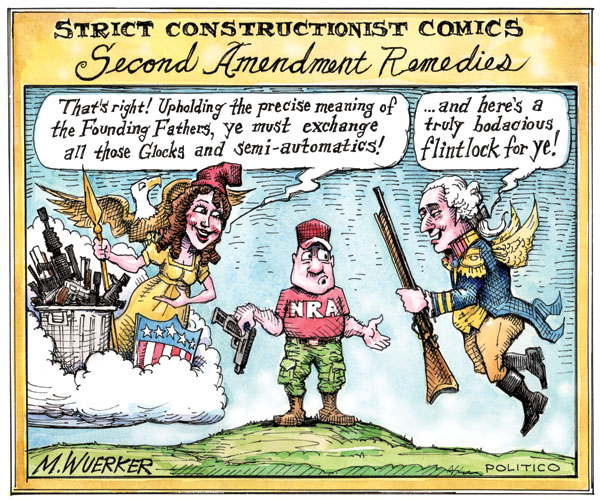 STRICT CONSTRUCTIONIST COMICS
Second Amendment Remedies
That's right! Upholding the precise meaning of
the Founding Fathers, ye must exchange
all those Glocks and semi-automatics!
...and here's a
truly bodacious
flintlock for ye!
NRA
M.WUERKER
POLITICO